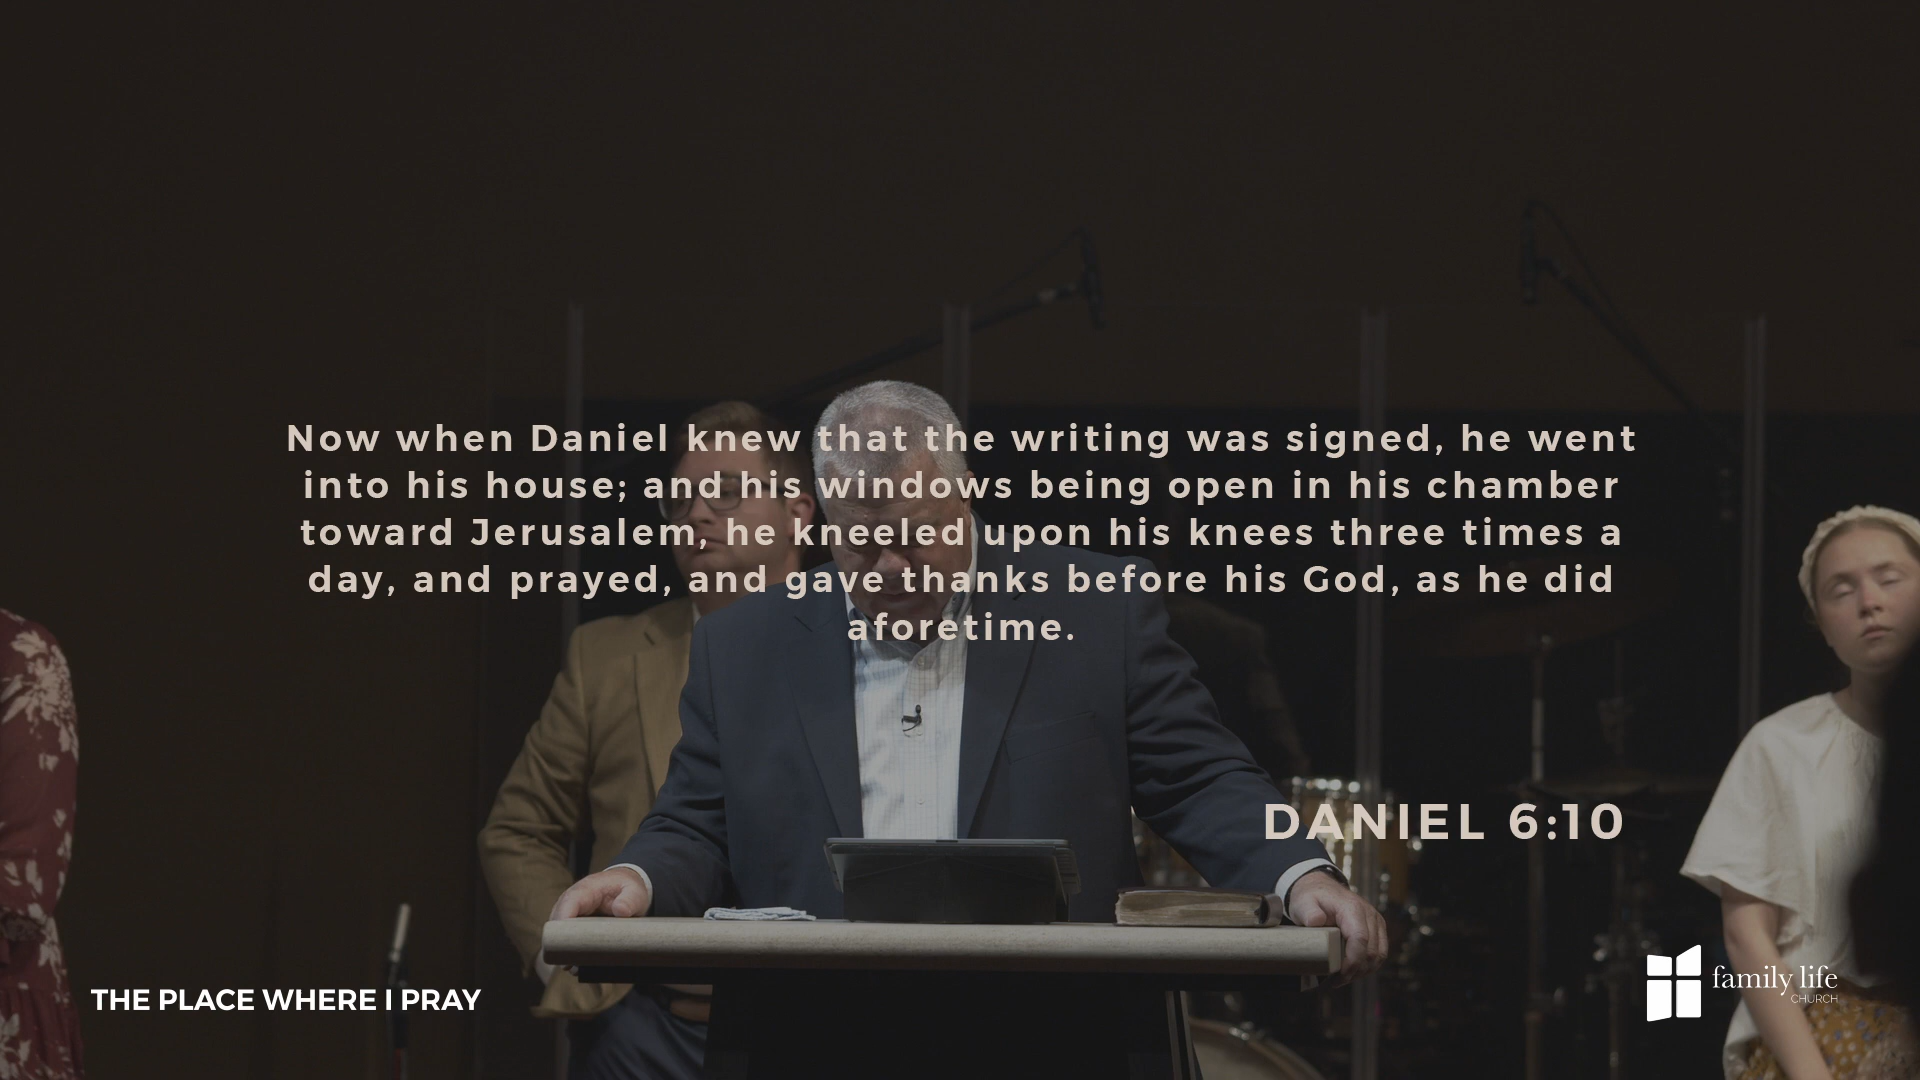 Now when Daniel knew that the writing was signed, he went
into his house; and his windows being open in his chamber
toward Jerusalem, he kneeled upon his knees three times a
day, and prayed, and gave thanks before his God, as he did
aforetime.
DANIEL 6:10
THE PLACE WHERE I PRAY
family life
CHURCH